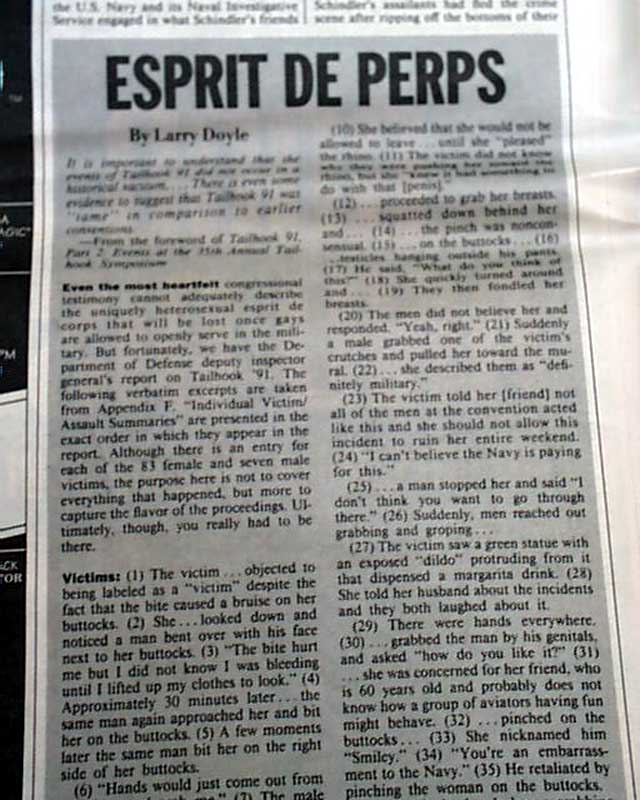 the U.S. Navy and its Naval Investigative
Service engaged in what Schindler's friends
Schindler's assailants had fled the crime
scene after ripping off the bottoms of their
ESPRIT DE PERPS
By Larry Doyle
It is important to understand that the
events of Tailhook 91 did not occur in a
historical vacuum.... There is even some
evidence to suggest that Tailhook 91 was
"tame" in comparison to earlier
conventions.
—From the foreword of Tailhook 91,
Part 2: Events at the 35th Annual Tail-
hook Symposium
Even the most heartfelt congressional
testimony cannot adequately describe
the uniquely heterosexual esprit de
corps that will be lost once gays
are allowed to openly serve in the mili-
tary. But fortunately, we have the De-
partment of Defense deputy inspector
general's report on Tailhook '91. The
following verbatim excerpts are taken
from Appendix F, "Individual Victim/
Assault Summaries" are presented in the
exact order in which they appear in the
report. Although there is an entry for
each of the 83 female and seven male
victims, the purpose here is not to cover
everything that happened, but more to
capture the flavor of the proceedings. Ul-
timately, though, you really had to be
there.
Victims: (1) The victim ... objected to
being labeled as a "victim" despite the
fact that the bite caused a bruise on her
buttocks. (2) She ... looked down and
noticed a man bent over with his face
next to her buttocks. (3) "The bite hurt
me but I did not know I was bleeding
until I lifted up my clothes to look." (4)
Approximately 30 minutes later ... the
same man again approached her and bit
her on the buttocks. (5) A few moments
later the same man bit her on the right
side of her buttocks.
(6) "Hands would just come out from
me." (7) The male
(10) She believed that she would not be
allowed to leave ... until she "pleased"
the rhino. (11) The victim did not know
why they were pushing her toward the
rhino, but she "knew it had something to
do with that [penis]."
(12) ... proceeded to grab her breasts.
(13) ... squatted down behind her
and ... (14) ... the pinch was noncon-
sensual. (15) ... on the buttocks ... (16)
... testicles hanging outside his pants.
(17) He said, "What do you think of
this?" (18) She quickly turned around
and ... (19) They then fondled her
breasts.
(20) The men did not believe her and
responded, "Yeah, right." (21) Suddenly
a male grabbed one of the victim's
crutches and pulled her toward the mu-
ral. (22) ... she described them as "defi-
nitely military."
(23) The victim told her [friend] not
all of the men at the convention acted
like this and she should not allow this
incident to ruin her entire weekend.
(24) "I can't believe the Navy is paying
for this."
(25) ... a man stopped her and said "I
don't think you want to go through
there." (26) Suddenly, men reached out
grabbing and groping ...
(27) The victim saw a green statue with
an exposed "dildo" protruding from it
that dispensed a margarita drink. (28)
She told her husband about the incidents
and they both laughed about it.
(29) There were hands everywhere.
(30) ... grabbed the man by his genitals,
and asked "how do you like it?" (31)
... she was concerned for her friend, who
is 60 years old and probably does not
know how a group of aviators having fun
might behave. (32) ... pinched on the
buttocks ... (33) She nicknamed him
"Smiley." (34) "You're an embarrass-
ment to the Navy." (35) He retaliated by
pinching the woman on the buttocks.